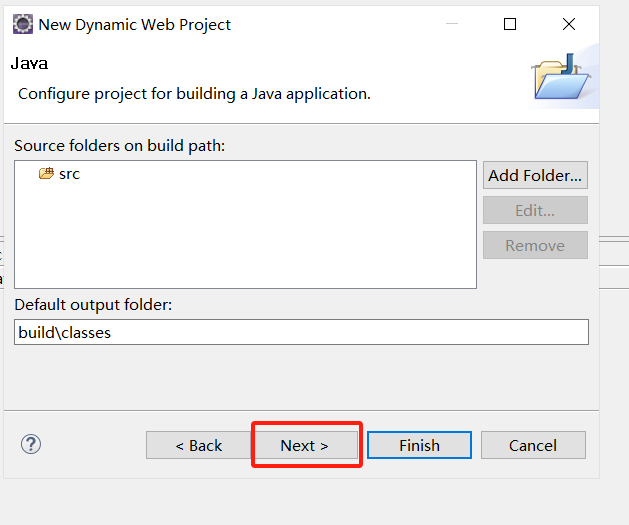 New Dynamic Web Project
Java
Configure project for building a Java application.
Source folders on build path:
src
Add Folder...
Edit...
Remove
Default output folder:
build\classes
< Back
Next >
Finish
Cancel